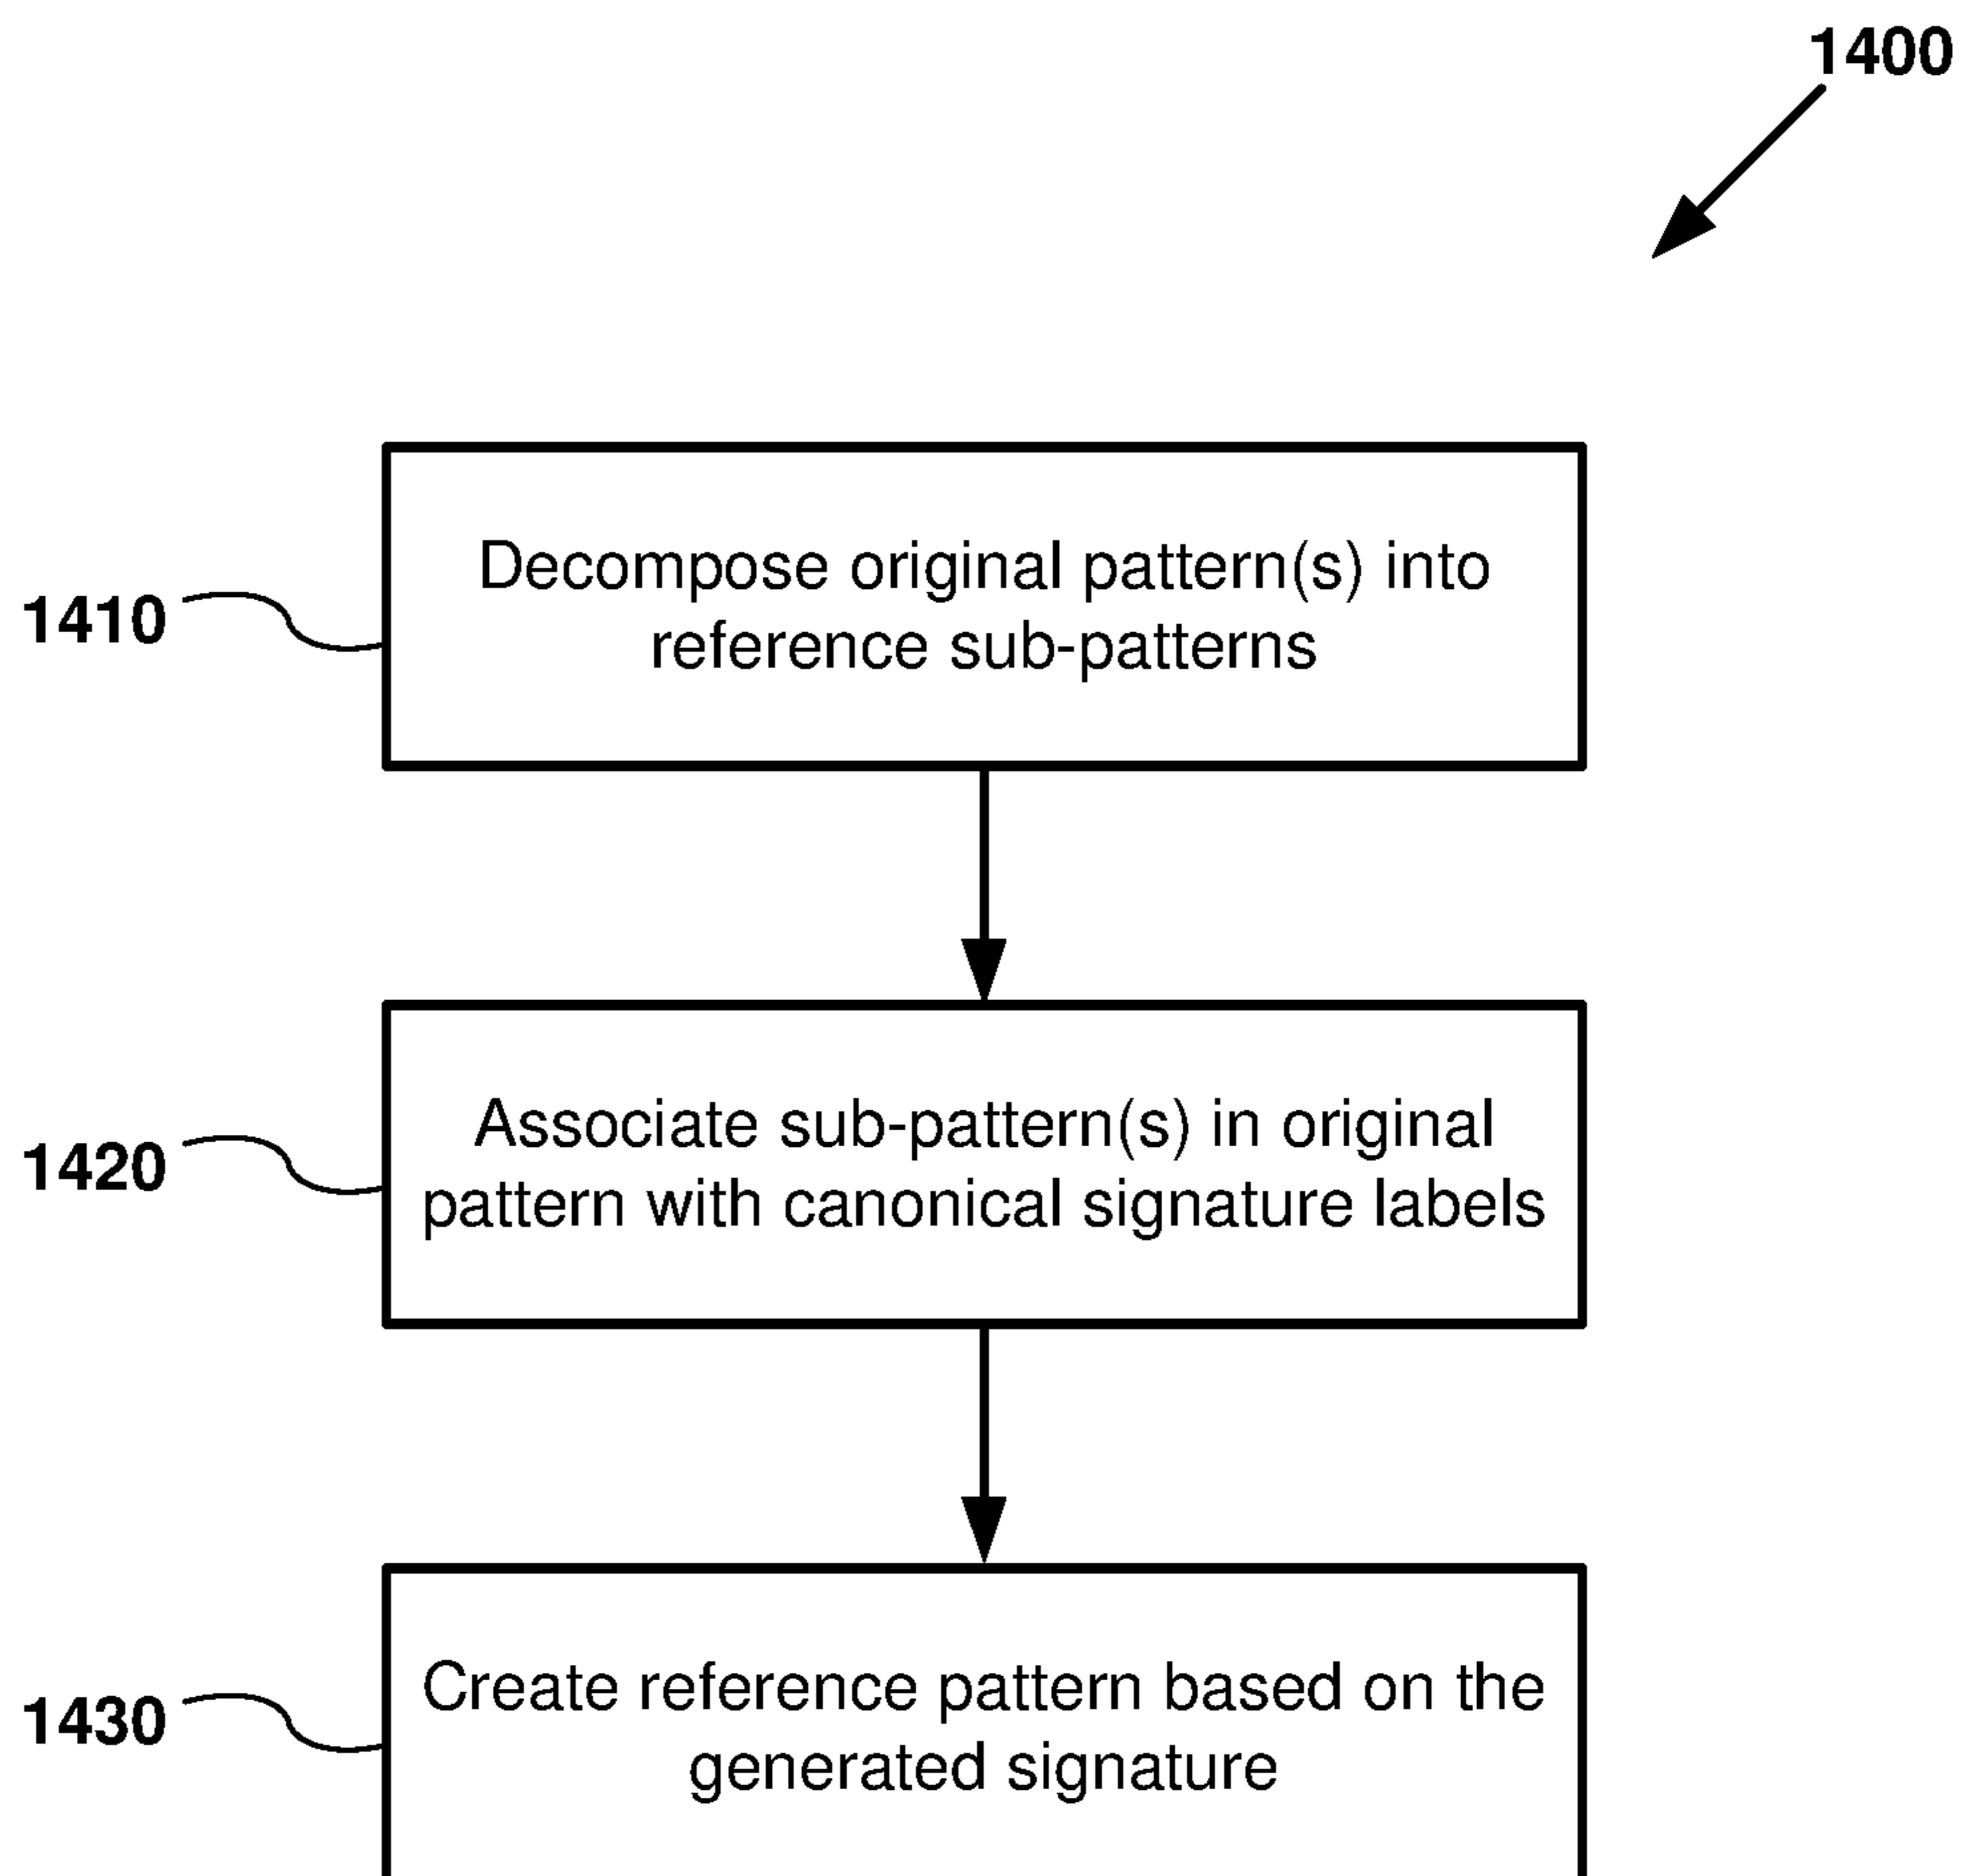 1400
1410
Decompose original pattern(s) into
reference sub-patterns
1420
Associate sub-pattern(s) in original
pattern with canonical signature labels
1430
Create reference pattern based on the
generated signature